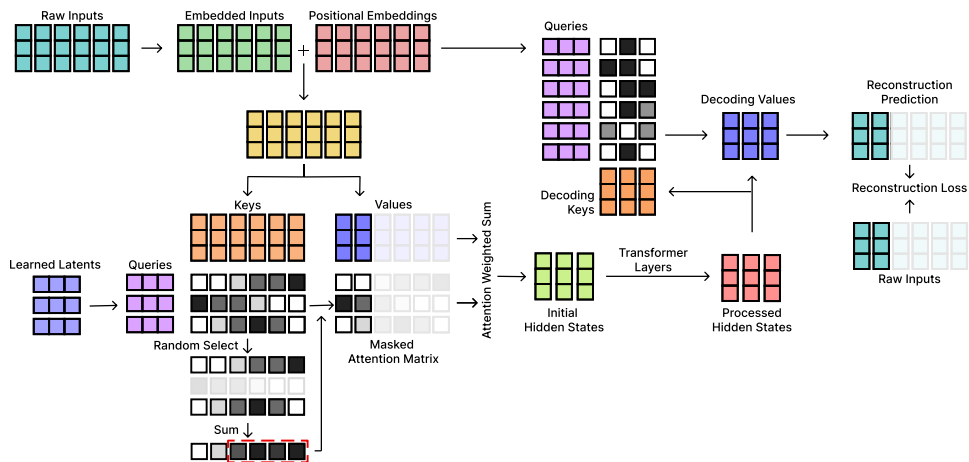 Raw Inputs
Embedded Inputs
+
Positional Embeddings
Queries
Decoding Values
Reconstruction
Prediction
Reconstruction Loss
Raw Inputs
Decoding
Keys
Keys
Values
Attention Weighted Sum
Learned Latents
Queries
Transformer
Layers
Initial
Hidden States
Processed
Hidden States
Masked
Attention Matrix
Random Select
Sum